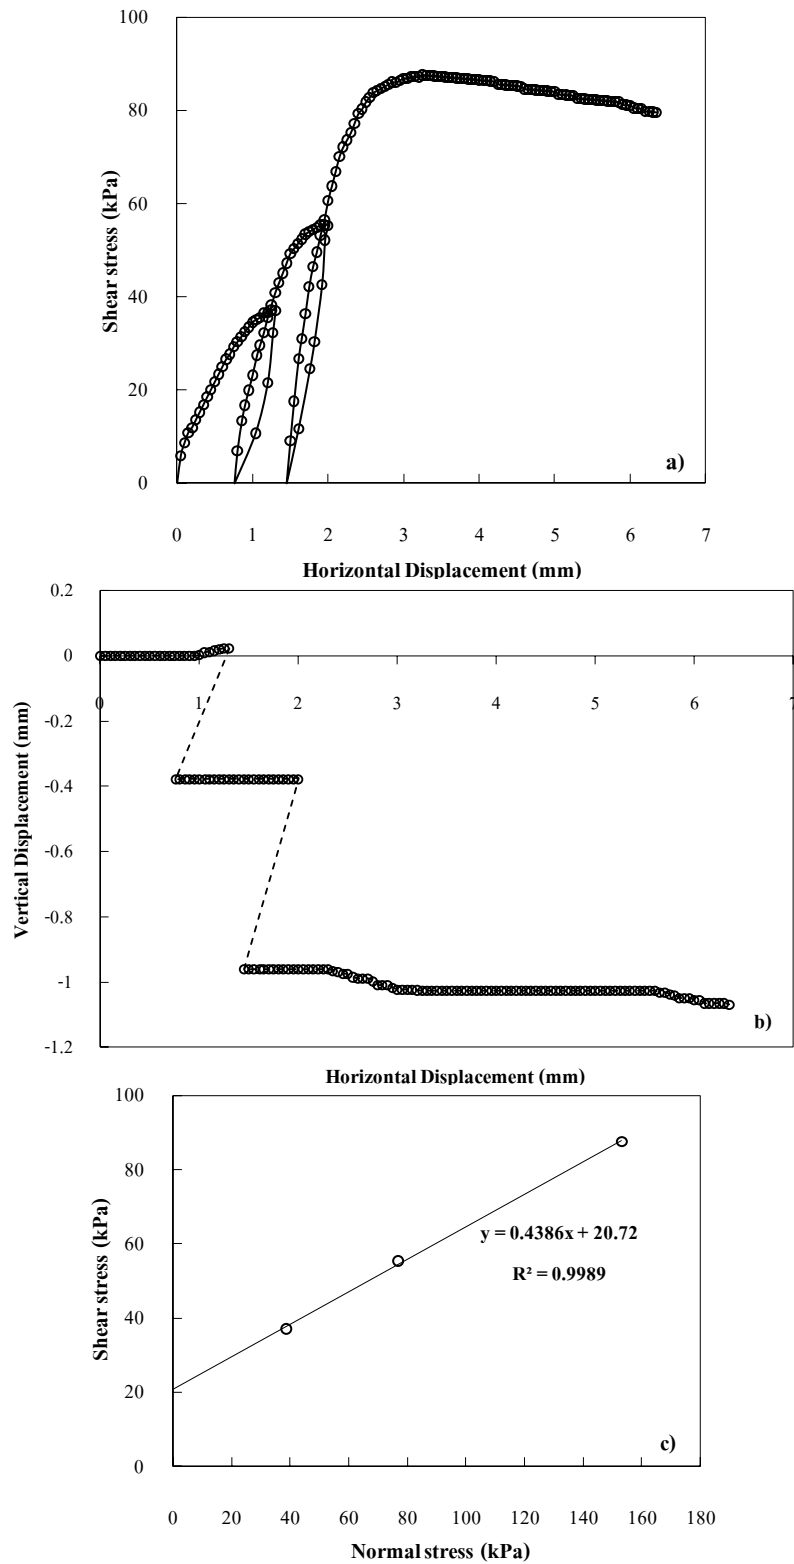 100
80
60
40
20
0
Shear stress (kPa)
a)
0 1 2 3 4 5 6 7
Horizontal Displacement (mm)
0.2
0
-0.2
-0.4
-0.6
-0.8
-1
-1.2
Vertical Displacement (mm)
0 1 2 3 4 5 6 7
b)
Horizontal Displacement (mm)
100
80
60
40
20
0
Shear stress (kPa)
y = 0.4386x + 20.72
R² = 0.9989
c)
0 20 40 60 80 100 120 140 160 180
Normal stress (kPa)